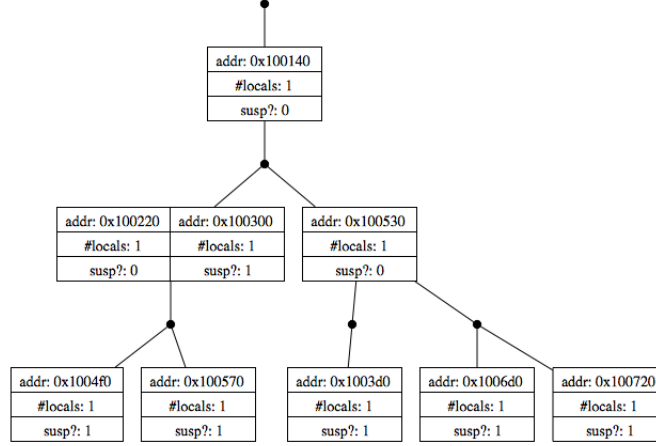 addr: 0x100140
#locals: 1
susp?: 0
addr: 0x100220
#locals: 1
susp?: 0
addr: 0x100300
#locals: 1
susp?: 1
addr: 0x100530
#locals: 1
susp?: 0
addr: 0x1004f0
#locals: 1
susp?: 1
addr: 0x100570
#locals: 1
susp?: 1
addr: 0x1003d0
#locals: 1
susp?: 1
addr: 0x1006d0
#locals: 1
susp?: 1
addr: 0x100720
#locals: 1
susp?: 1